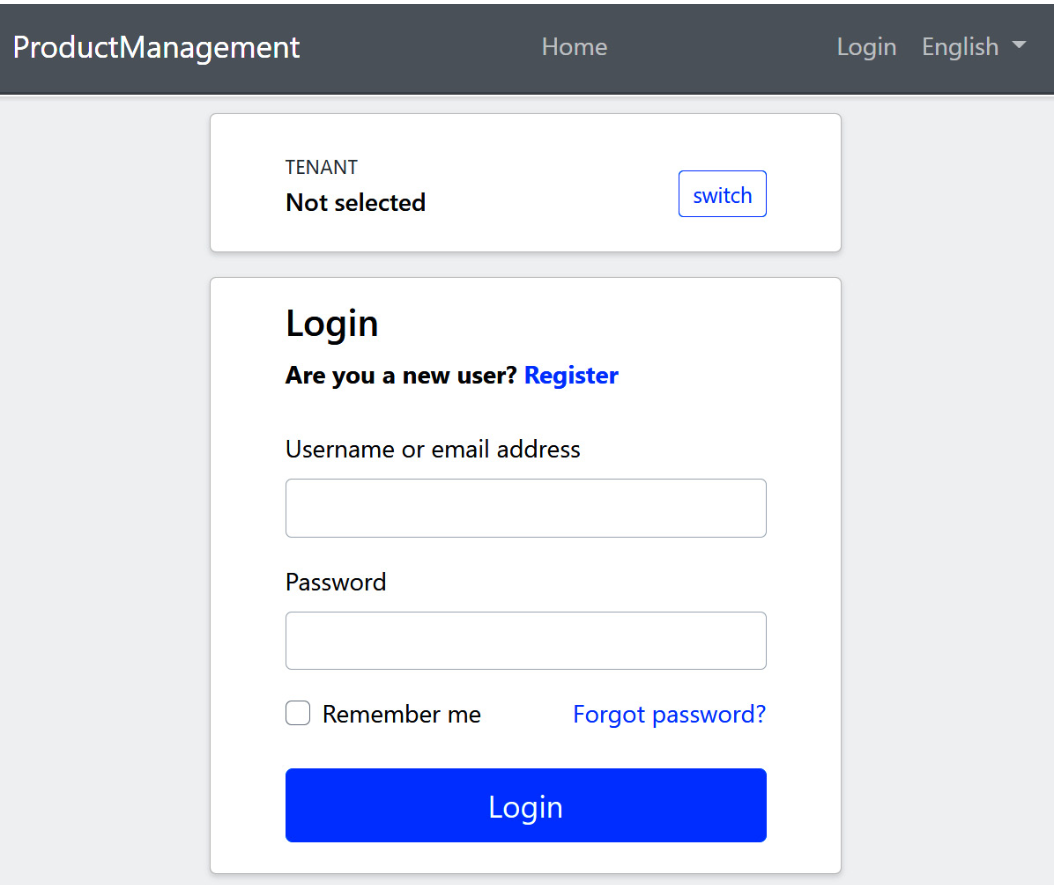 ProductManagement Home Login English
TENANT
Not selected
switch
Login
Are you a new user? Register
Username or email address
Password
Remember me Forgot password?
Login